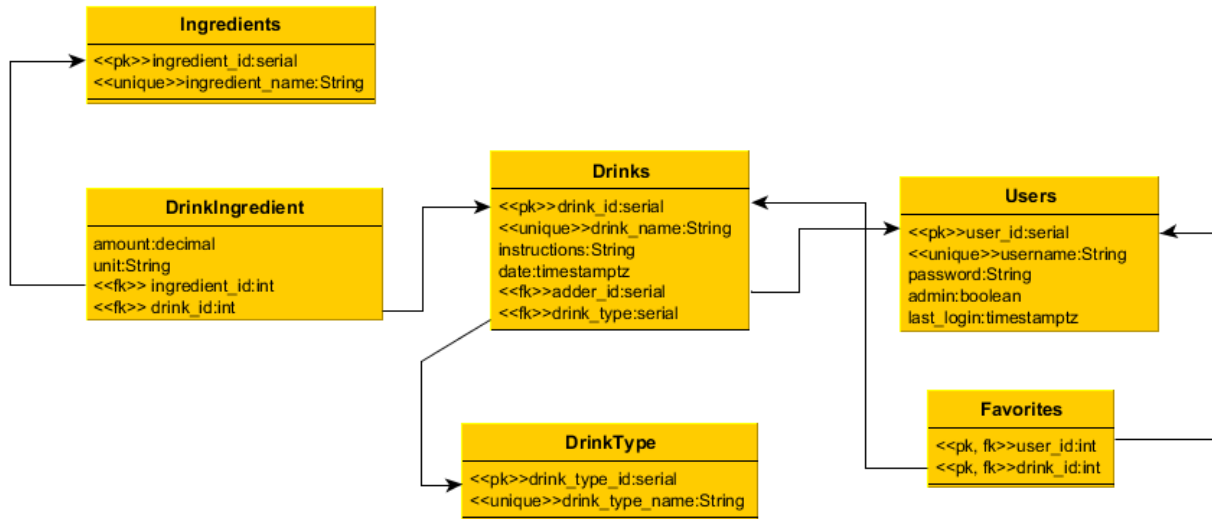 Ingredients
<<pk>>ingredient_id:serial
<<unique>>ingredient_name:String
DrinkIngredient
amount:decimal
unit:String
<<fk>> ingredient_id:int
<<fk>> drink_id:int
Drinks
<<pk>>drink_id:serial
<<unique>>drink_name:String
instructions:String
date:timestamptz
<<fk>>adder_id:serial
<<fk>>drink_type:serial
Users
<<pk>>user_id:serial
<<unique>>username:String
password:String
admin:boolean
last_login:timestamptz
DrinkType
<<pk>>drink_type_id:serial
<<unique>>drink_type_name:String
Favorites
<<pk, fk>>user_id:int
<<pk, fk>>drink_id:int